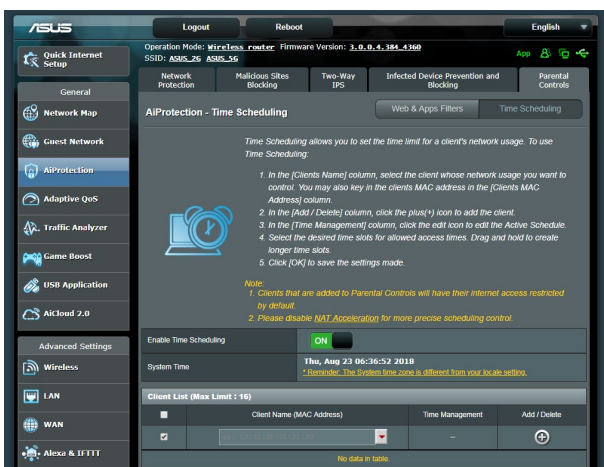 ASUS
Logout
Reboot
English
Operation Mode: Wireless router Firmware Version: 3.0.0.4.384_4360
SSID: ASUS_2G ASUS_5G
App
Quick Internet
Setup
General
Network Map
Guest Network
AiProtection
Adaptive QoS
Traffic Analyzer
Game Boost
USB Application
AiCloud 2.0
Advanced Settings
Wireless
LAN
WAN
Alexa & IFTTT
Network
Protection
Malicious Sites
Blocking
Two-Way
IPS
Infected Device Prevention and
Blocking
Parental
Controls
AiProtection - Time Scheduling
Web & Apps Filters
Time Scheduling
Time Scheduling allows you to set the time limit for a client's network usage. To use
Time Scheduling:
1. In the [Clients Name] column, select the client whose network usage you want to
control. You may also key in the clients MAC address in the [Clients
MAC Address] column.
2. In the [Add / Delete] column, click the plus(+) icon to add the client.
3. In the [Time Management] column, click the edit icon to edit the Active Schedule.
4. Select the desired time slots for allowed access times. Drag and hold to create
longer time slots.
5. Click [OK] to save the settings made.
Note:
1. Clients that are added to Parental Controls will have their internet access restricted
by default.
2. Please disable NAT Acceleration for more precise scheduling control.
Enable Time Scheduling
ON
System Time
Thu, Aug 23 06:36:52 2018
* Reminder: The System time zone is different from your locale setting.
Client List (Max Limit : 16)
Client Name (MAC Address)
Time Management
Add / Delete
-
No data in table.